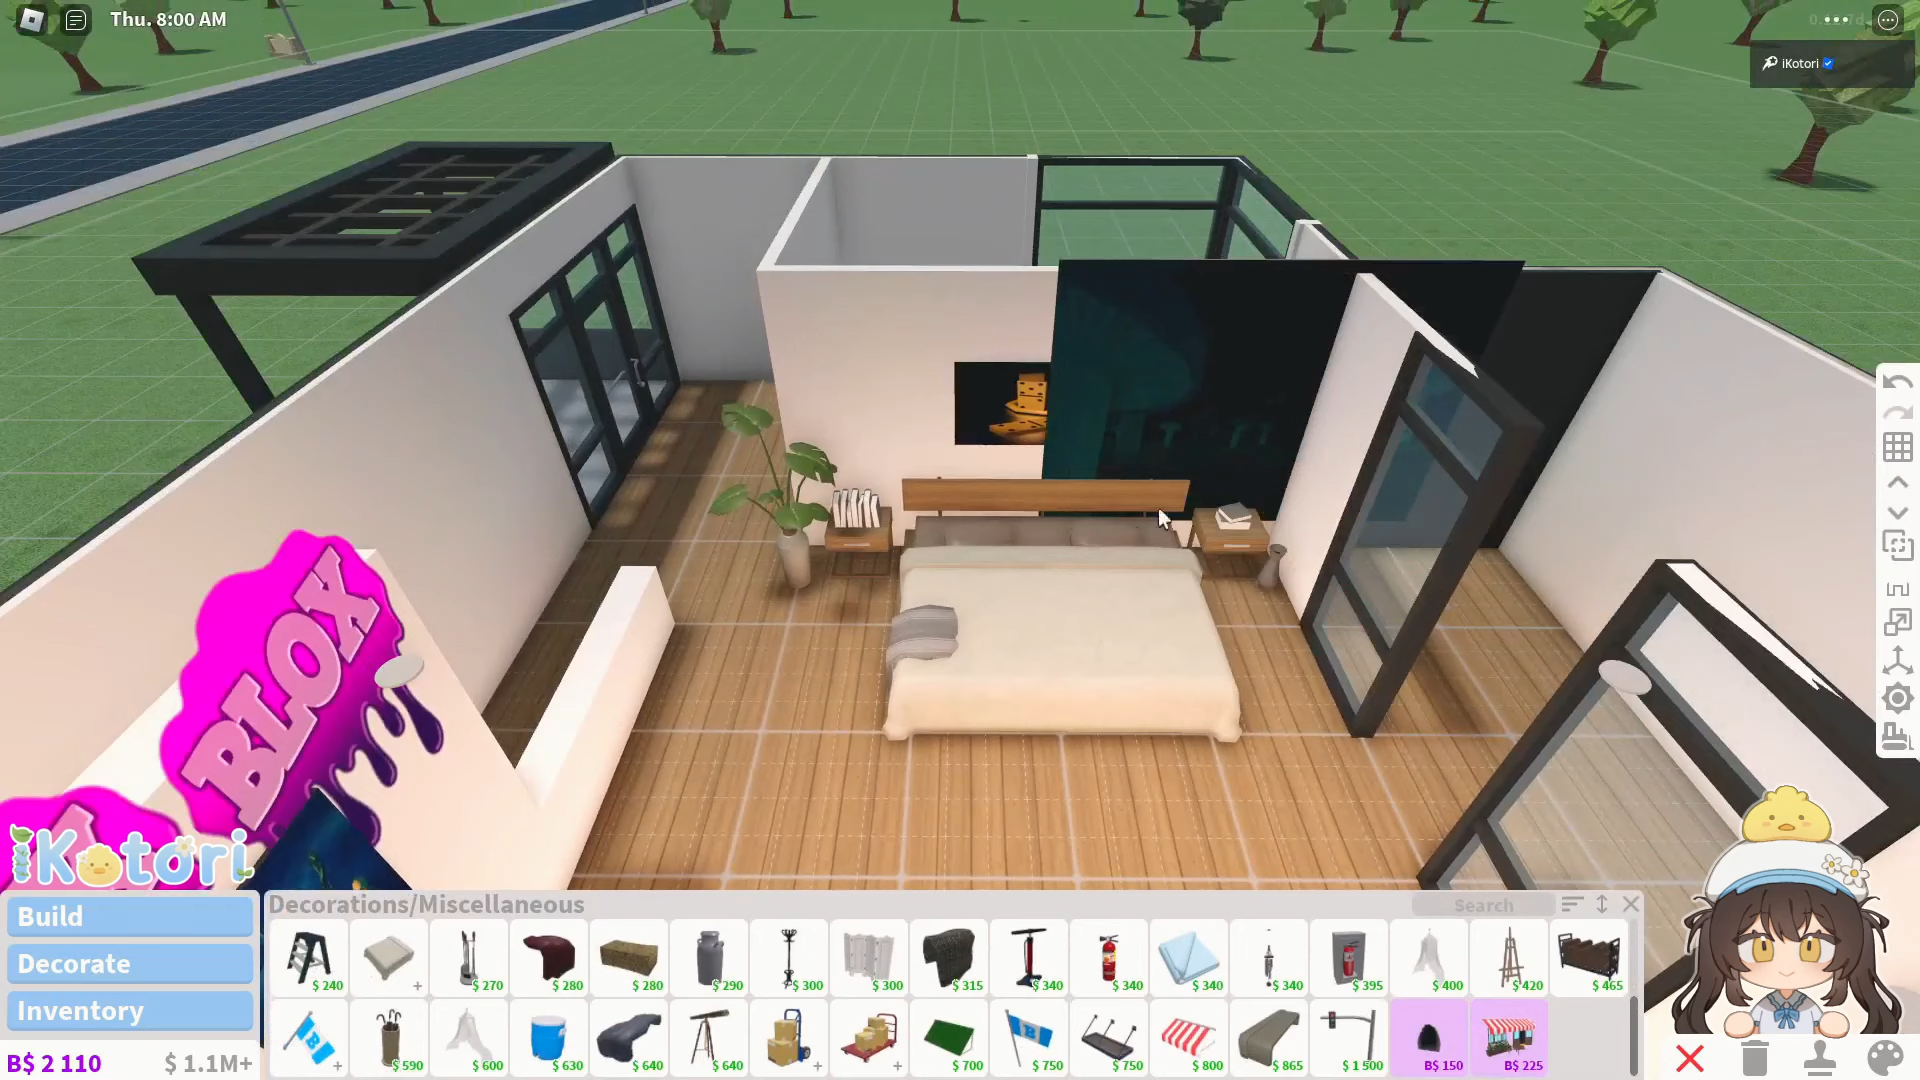 Thu. 8:00 AM
iKotori
BLOX
iKotori
Build
Decorate
Inventory
B$ 2 110
$ 1.1M+
Decorations/Miscellaneous
Search
$ 240
+
$ 270
$ 280
$ 280
$ 290
$ 300
$ 300
$ 315
$ 340
$ 340
$ 340
$ 340
$ 395
$ 400
$ 420
$ 465
+
$ 590
$ 600
$ 630
$ 640
$ 640
+
+
$ 700
$ 750
$ 750
$ 800
$ 865
$ 1 500
B$ 150
B$ 225